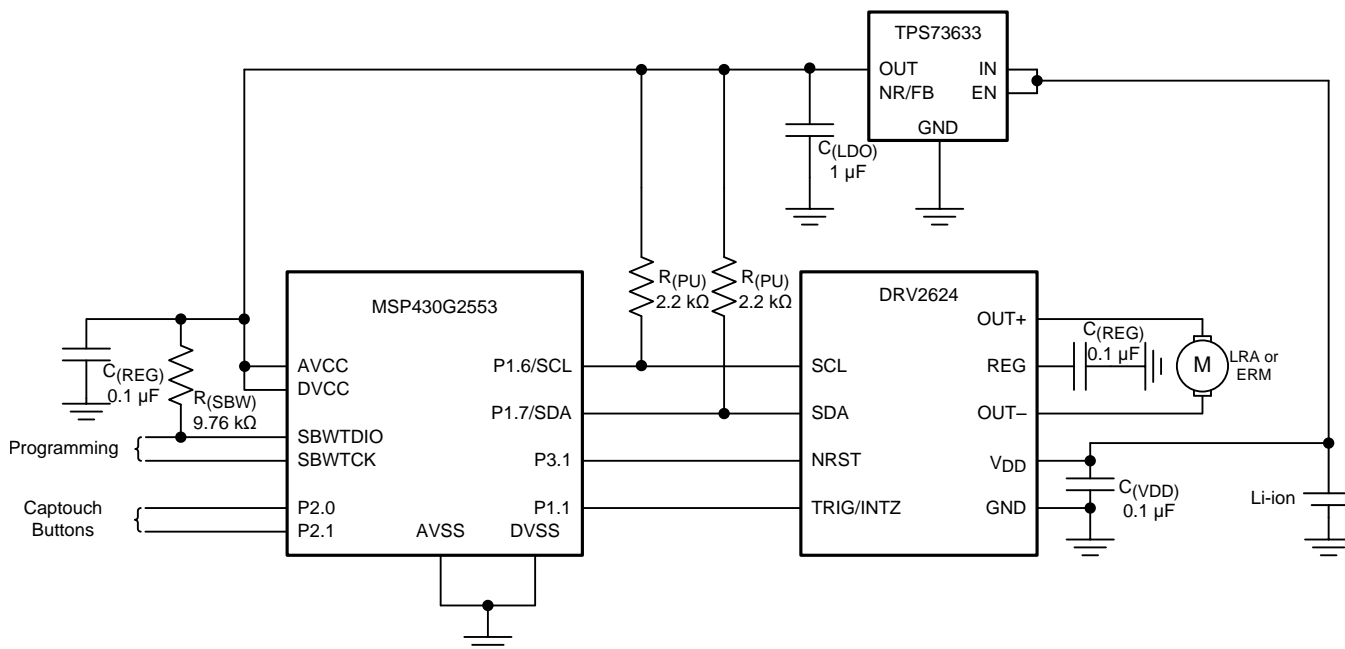 TPS73633
OUT
IN
NR/FB
EN
GND
C(LDO)
1 µF
R(PU)
2.2 kΩ
R(PU)
2.2 kΩ
MSP430G2553
AVCC
DVCC
SBWTDIO
SBWTCK
P2.0
P2.1
AVSS
DVSS
P1.6/SCL
P1.7/SDA
P3.1
P1.1
C(REG)
0.1 µF
R(SBW)
9.76 kΩ
Programming
Captouch
Buttons
DRV2624
SCL
SDA
NRST
TRIG/INTZ
OUT+
REG
OUT–
VDD
GND
C(REG)
0.1 µF
M
LRA or
ERM
C(VDD)
0.1 µF
Li-ion